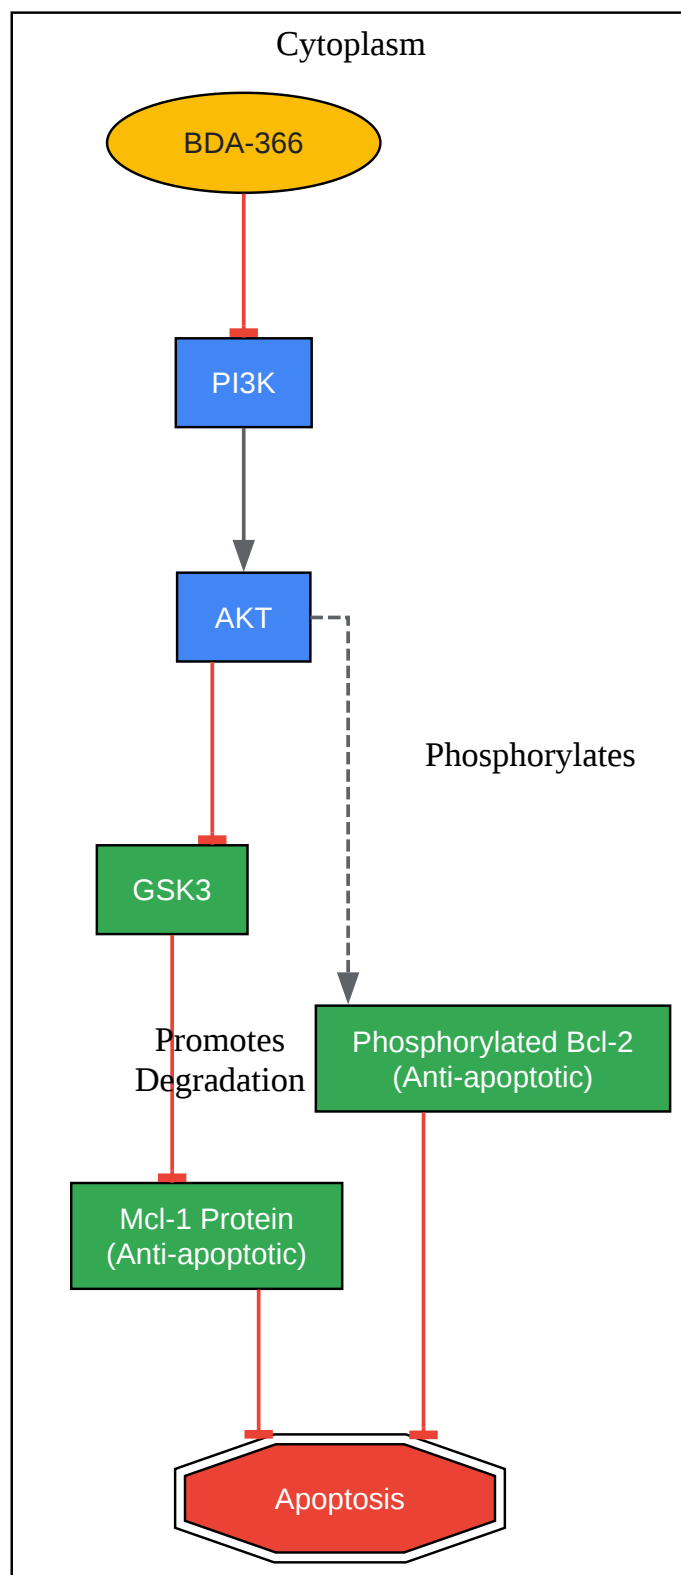 Cytoplasm
BDA-366
PI3K
AKT
Phosphorylates
GSK3
Promotes
Degradation
Phosphorylated Bcl-2
(Anti-apoptotic)
Mcl-1 Protein
(Anti-apoptotic)
Apoptosis